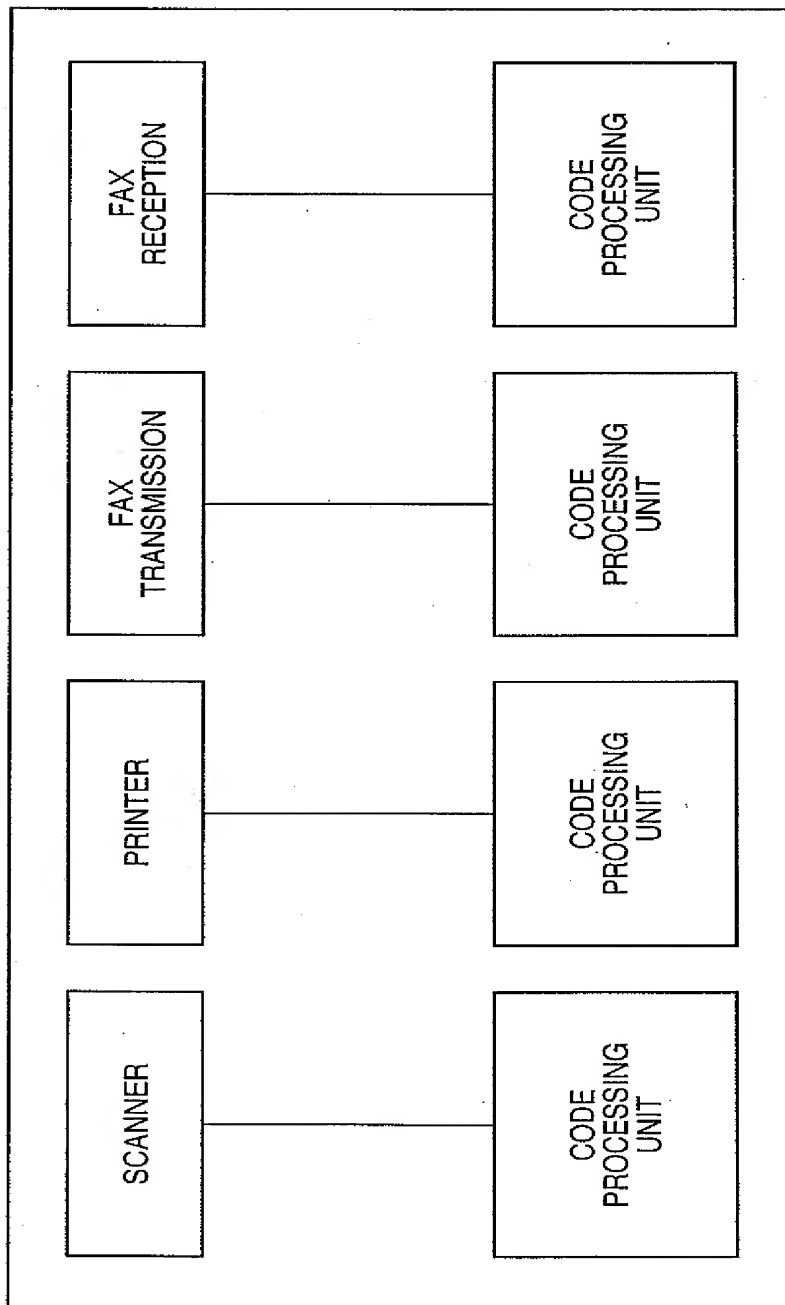 SCANNER
PRINTER
FAX
TRANSMISSION
FAX
RECEPTION
CODE
PROCESSING
UNIT
CODE
PROCESSING
UNIT
CODE
PROCESSING
UNIT
CODE
PROCESSING
UNIT